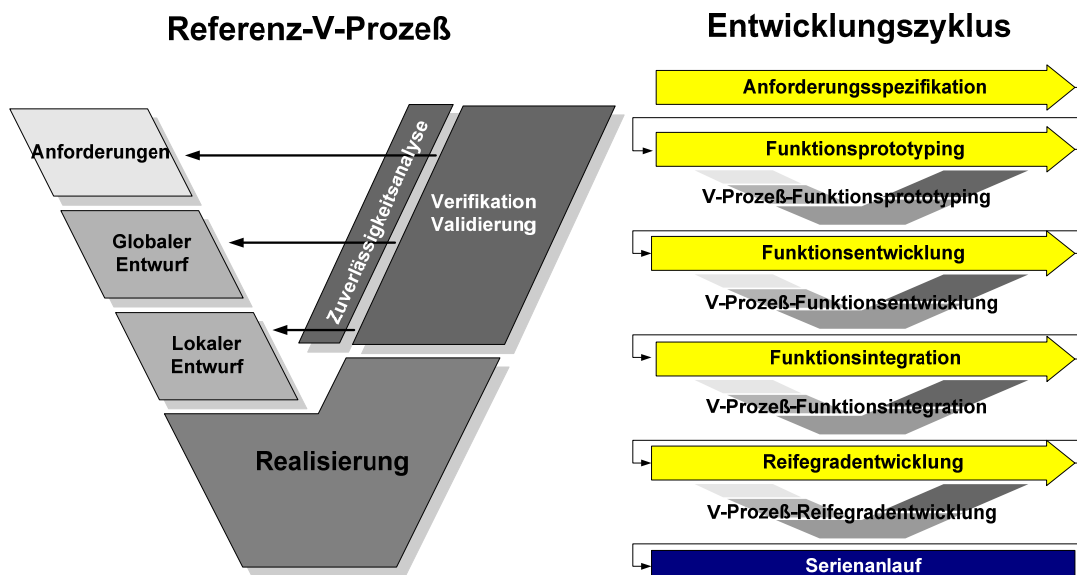 Referenz-V-Prozeß
Anforderungen
Globaler
Entwurf
Lokaler
Entwurf
Zuverlässigkeitsanalyse
Verifikation
Validierung
Realisierung
Entwicklungszyklus
Anforderungsspezifikation
Funktionsprototyping
V-Prozeß-Funktionsprototyping
Funktionsentwicklung
V-Prozeß-Funktionsentwicklung
Funktionsintegration
V-Prozeß-Funktionsintegration
Reifegradentwicklung
V-Prozeß-Reifegradentwicklung
Serienanlauf